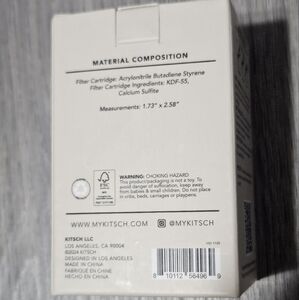 MATERIAL COMPOSITION
Filter Cartridge: Acrylonitrile Butadiene Styrene
Filter Cartridge Ingredients: KDF-55,
Calcium Sulfite
Measurements: 1.73" x 2.58"
WARNING: CHOKING HAZARD
This product/packaging is not a toy. To
avoid danger of suffocation, keep away
from babies & small children. Do not place
in cribs, beds, carriages or playpens.
FSC
WWW.MYKITSCH.COM @MYKITSCH
KITSCH LLC
LOS ANGELES, CA 90004
©2024 KITSCH
DESIGNED IN LOS ANGELES
MADE IN CHINA
FABRIQUÉ EN CHINE
HECHO EN CHINA
8 10112 56496 9